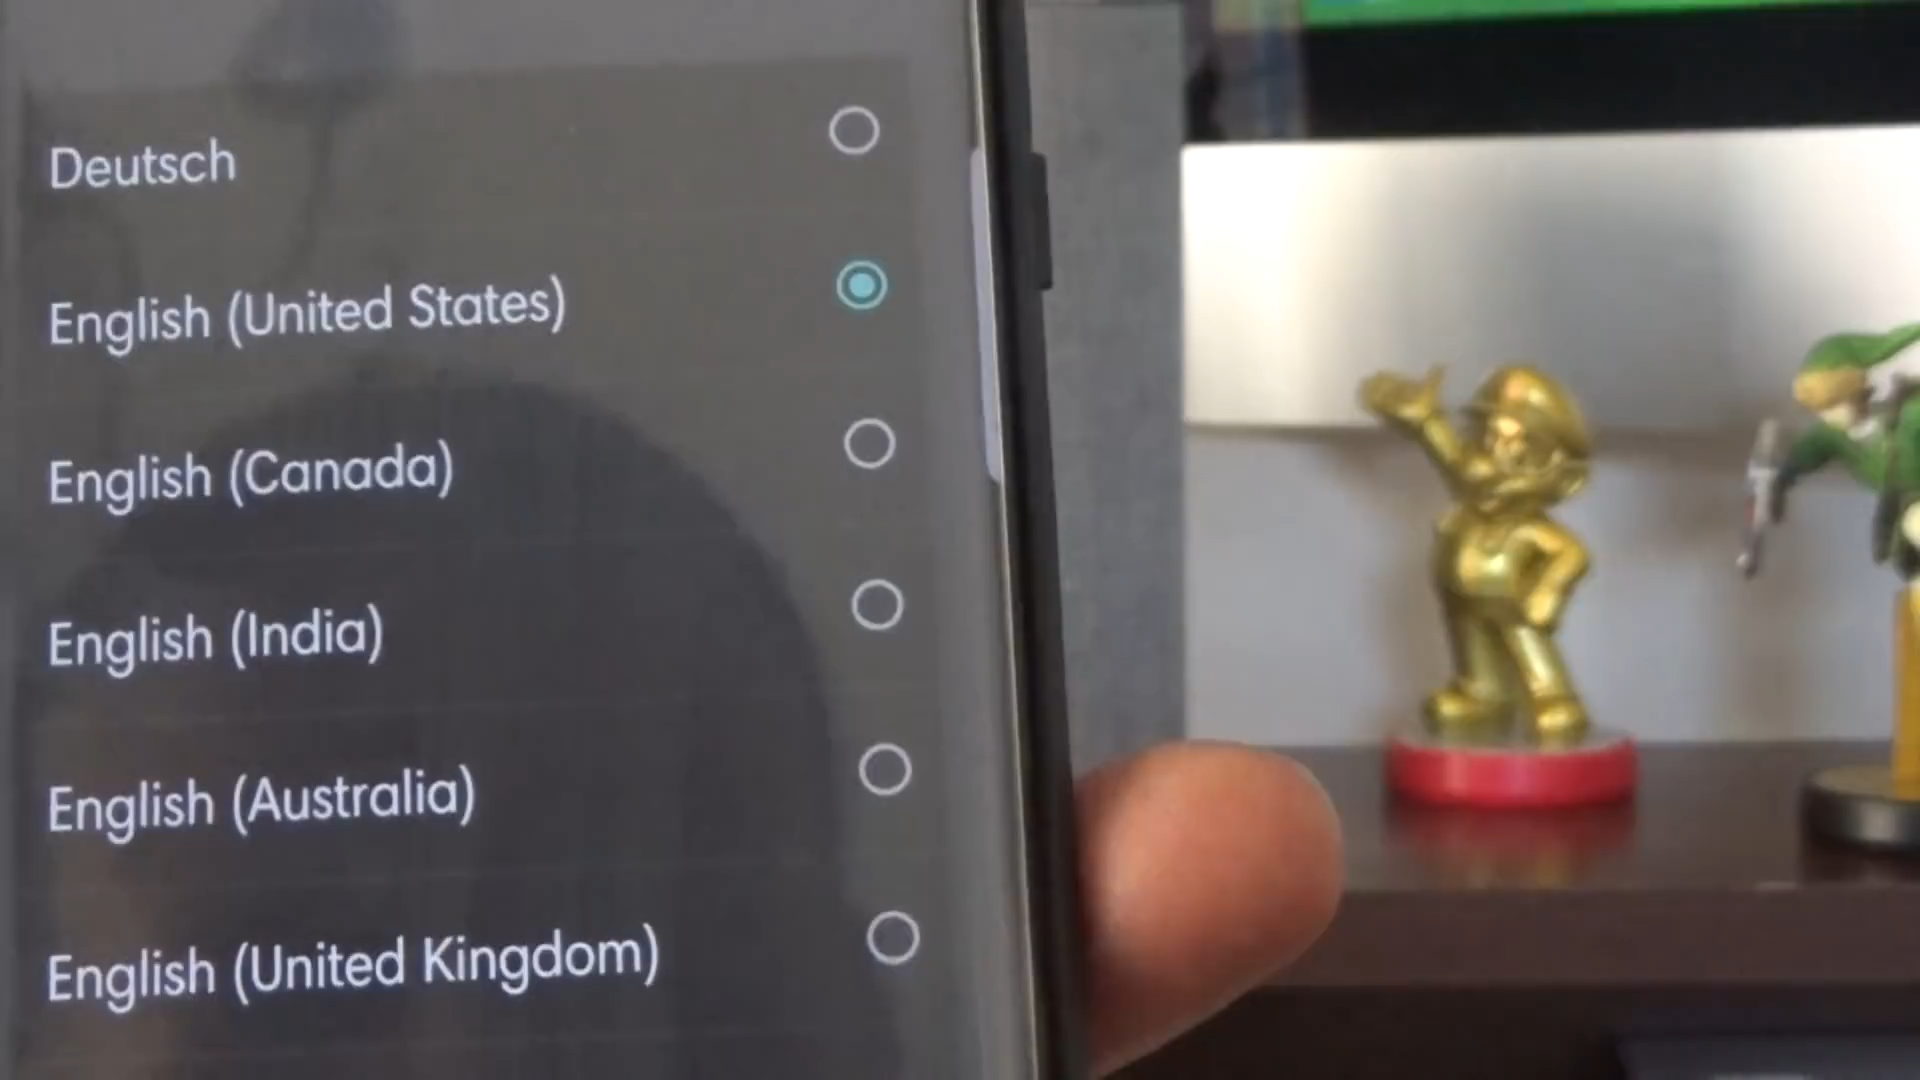 Deutsch
English (United States)
English (Canada)
English (India)
English (Australia)
English (United Kingdom)